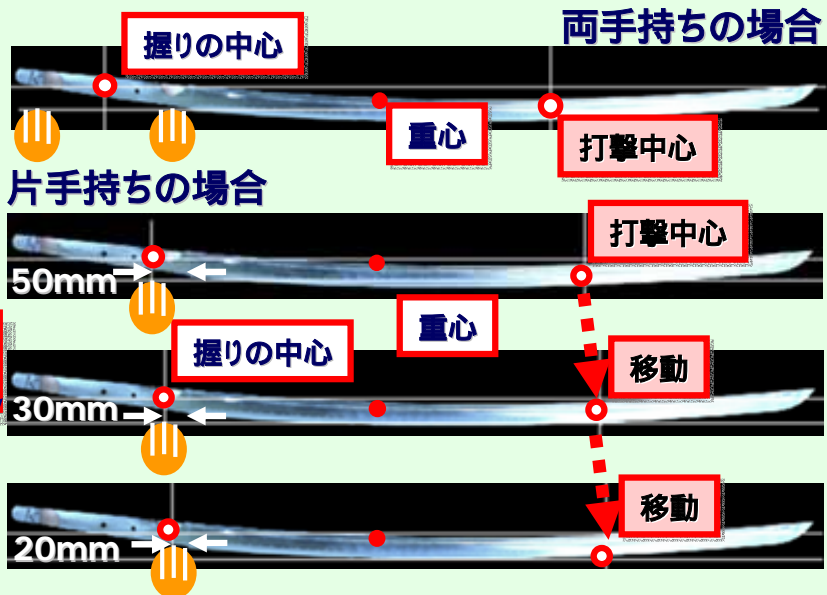 両手持ちの場合
握りの中心
重心
打撃中心
片手持ちの場合
打撃中心
50mm
重心
握りの中心
移動
30mm
移動
20mm